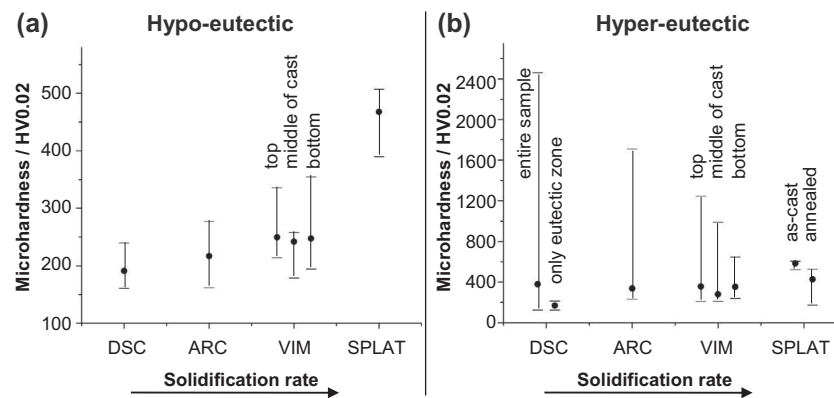 (a) Hypo-eutectic
Microhardness / HV0.02
500
400
300
200
100
top
middle of cast
bottom
DSC ARC VIM SPLAT
Solidification rate
(b) Hyper-eutectic
Microhardness / HV0.02
2400
2000
1600
1200
800
400
0
entire sample
only eutectic zone
top
middle of cast
bottom
as-cast
annealed
DSC ARC VIM SPLAT
Solidification rate